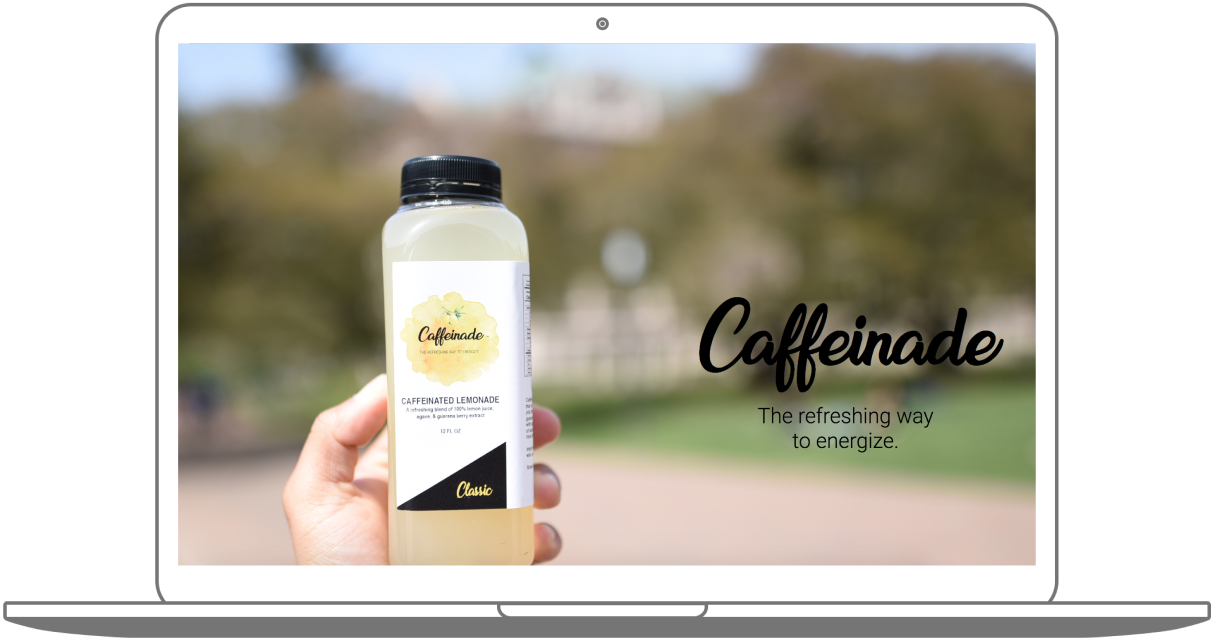 Caffeinade
THE REFRESHING WAY TO ENERGIZE
CAFFEINATED LEMONADE
A refreshing blend of 100% lemon juice,
agave, & guarana berry extract
12 FL OZ
Classic
Caffeinade
The refreshing way
to energize.